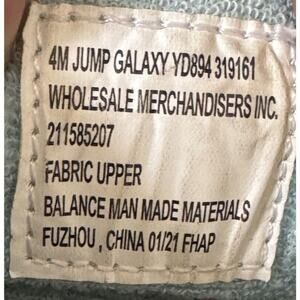 4M JUMP GALAXY YD894 319161
WHOLESALE MERCHANDISERS INC.
211585207
FABRIC UPPER
BALANCE MAN MADE MATERIALS
FUZHOU , CHINA 01/21 FHAP